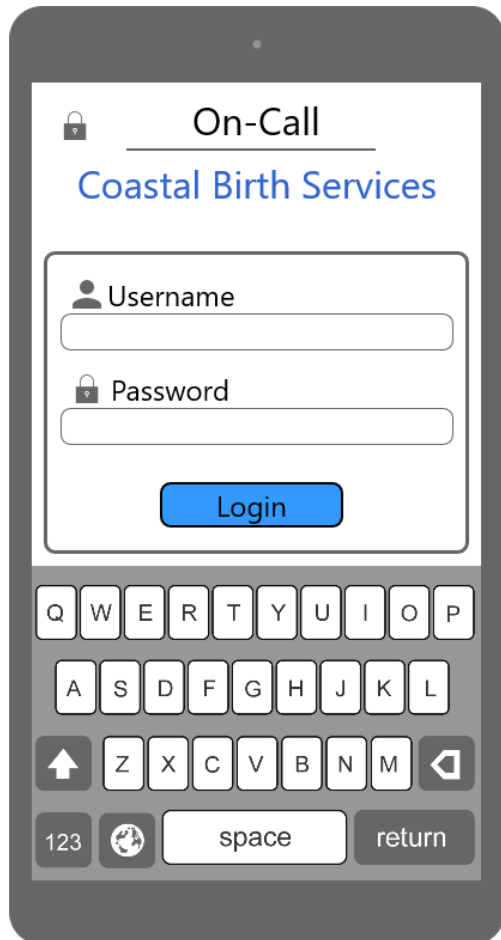 On-Call
Coastal Birth Services
Username
Password
Login
Q W E R T Y U I O P
A S D F G H J K L
Z X C V B N M
123 space return